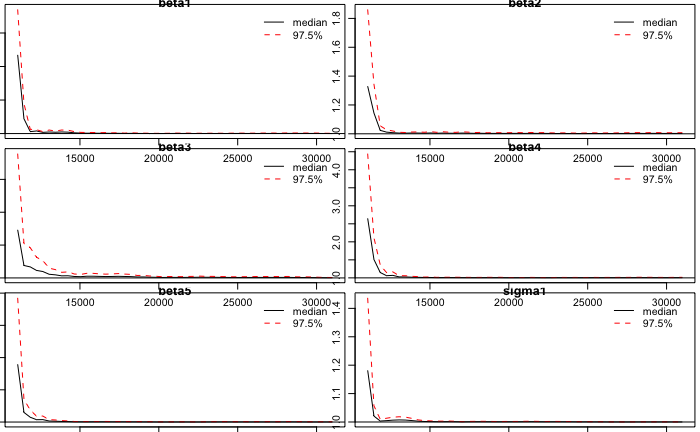 beta1
median
97.5%
beta2
1.0 1.2 1.4 1.6 1.8
median
97.5%
15000 20000 25000 30000
beta3
median
97.5%
15000 20000 25000 30000
beta4
1.0 2.0 3.0 4.0
median
97.5%
15000 20000 25000 30000
beta5
median
97.5%
15000 20000 25000 30000
sigma1
1.0 1.1 1.2 1.3 1.4
median
97.5%